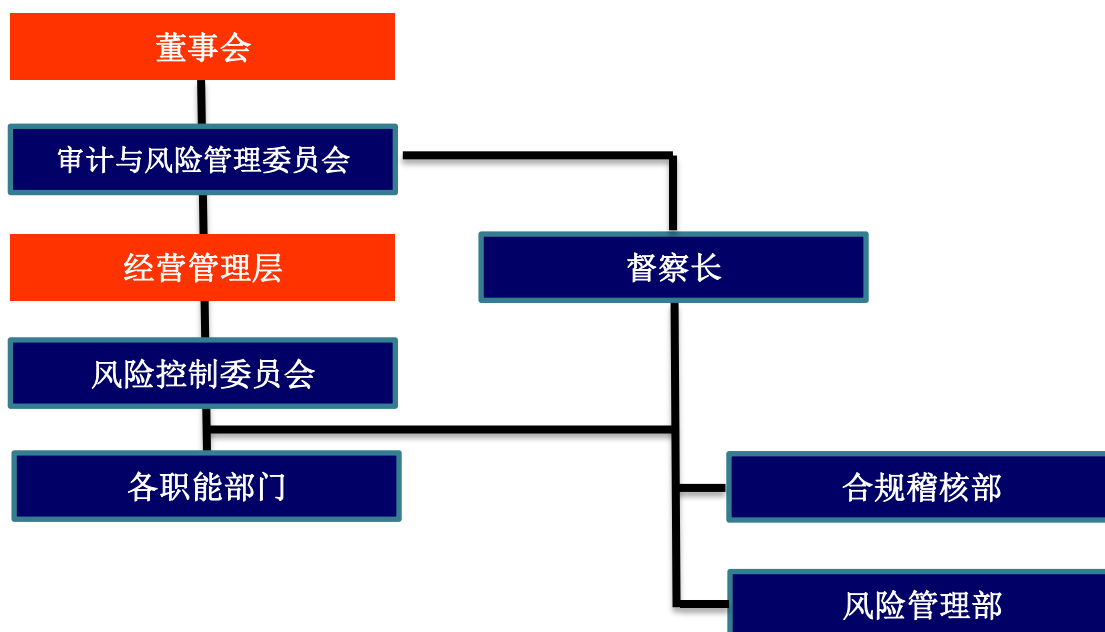 董事会
审计与风险管理委员会
经营管理层
督察长
风险控制委员会
各职能部门
合规稽核部
风险管理部